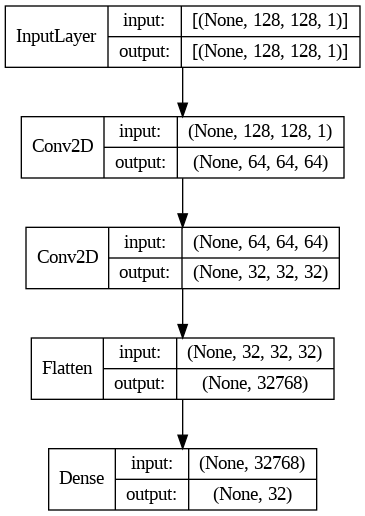 InputLayer
input: [(None, 128, 128, 1)]
output: [(None, 128, 128, 1)]
Conv2D
input: (None, 128, 128, 1)
output: (None, 64, 64, 64)
Conv2D
input: (None, 64, 64, 64)
output: (None, 32, 32, 32)
Flatten
input: (None, 32, 32, 32)
output: (None, 32768)
Dense
input: (None, 32768)
output: (None, 32)